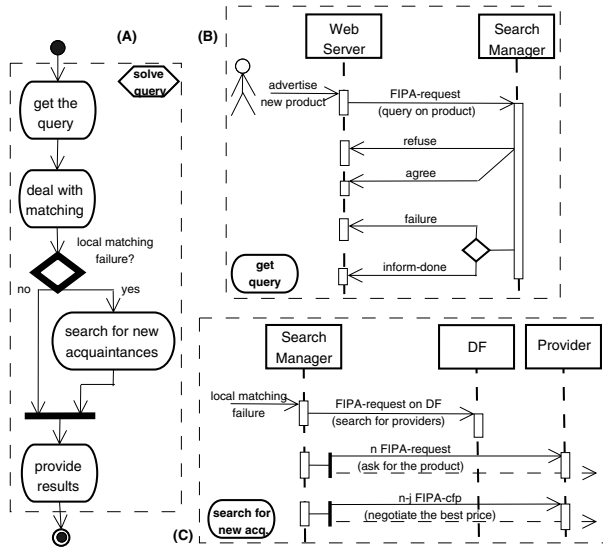 (A)
solve
query
get the
query
deal with
matching
local matching
failure?
no
yes
search for new
acquaintances
provide
results
(B)
Web
Server
Search
Manager
advertise
new product
FIPA-request
(query on product)
refuse
agree
failure
inform-done
get
query
Search
Manager
DF
Provider
local matching
failure
FIPA-request on DF
(search for providers)
n FIPA-request
(ask for the product)
n-j FIPA-cfp
(negotiate the best price)
search for
new acq.
(C)